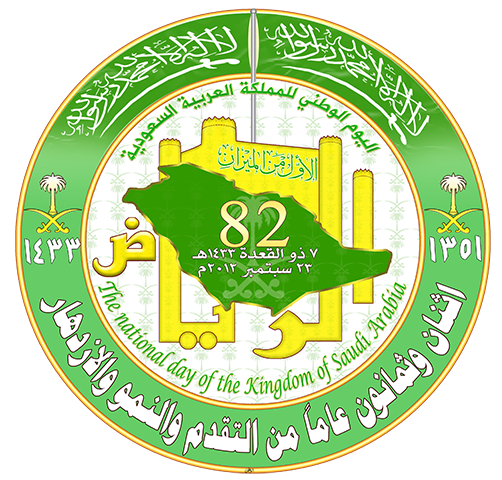 لا إله إلا الله محمد رسول الله
لا إله إلا الله محمد رسول الله
اليوم الوطني للمملكة العربية السعودية
الأول من الميزان
82
٧ ذو القعدة ١٤٣٣هـ
٢٣ سبتمبر ٢٠١٢م
الرياض
١٣٥١
١٤٣٣
The national day of the Kingdom of Saudi Arabia
اثنان وثمانون عاماً من التقدم والنمو والازدهار